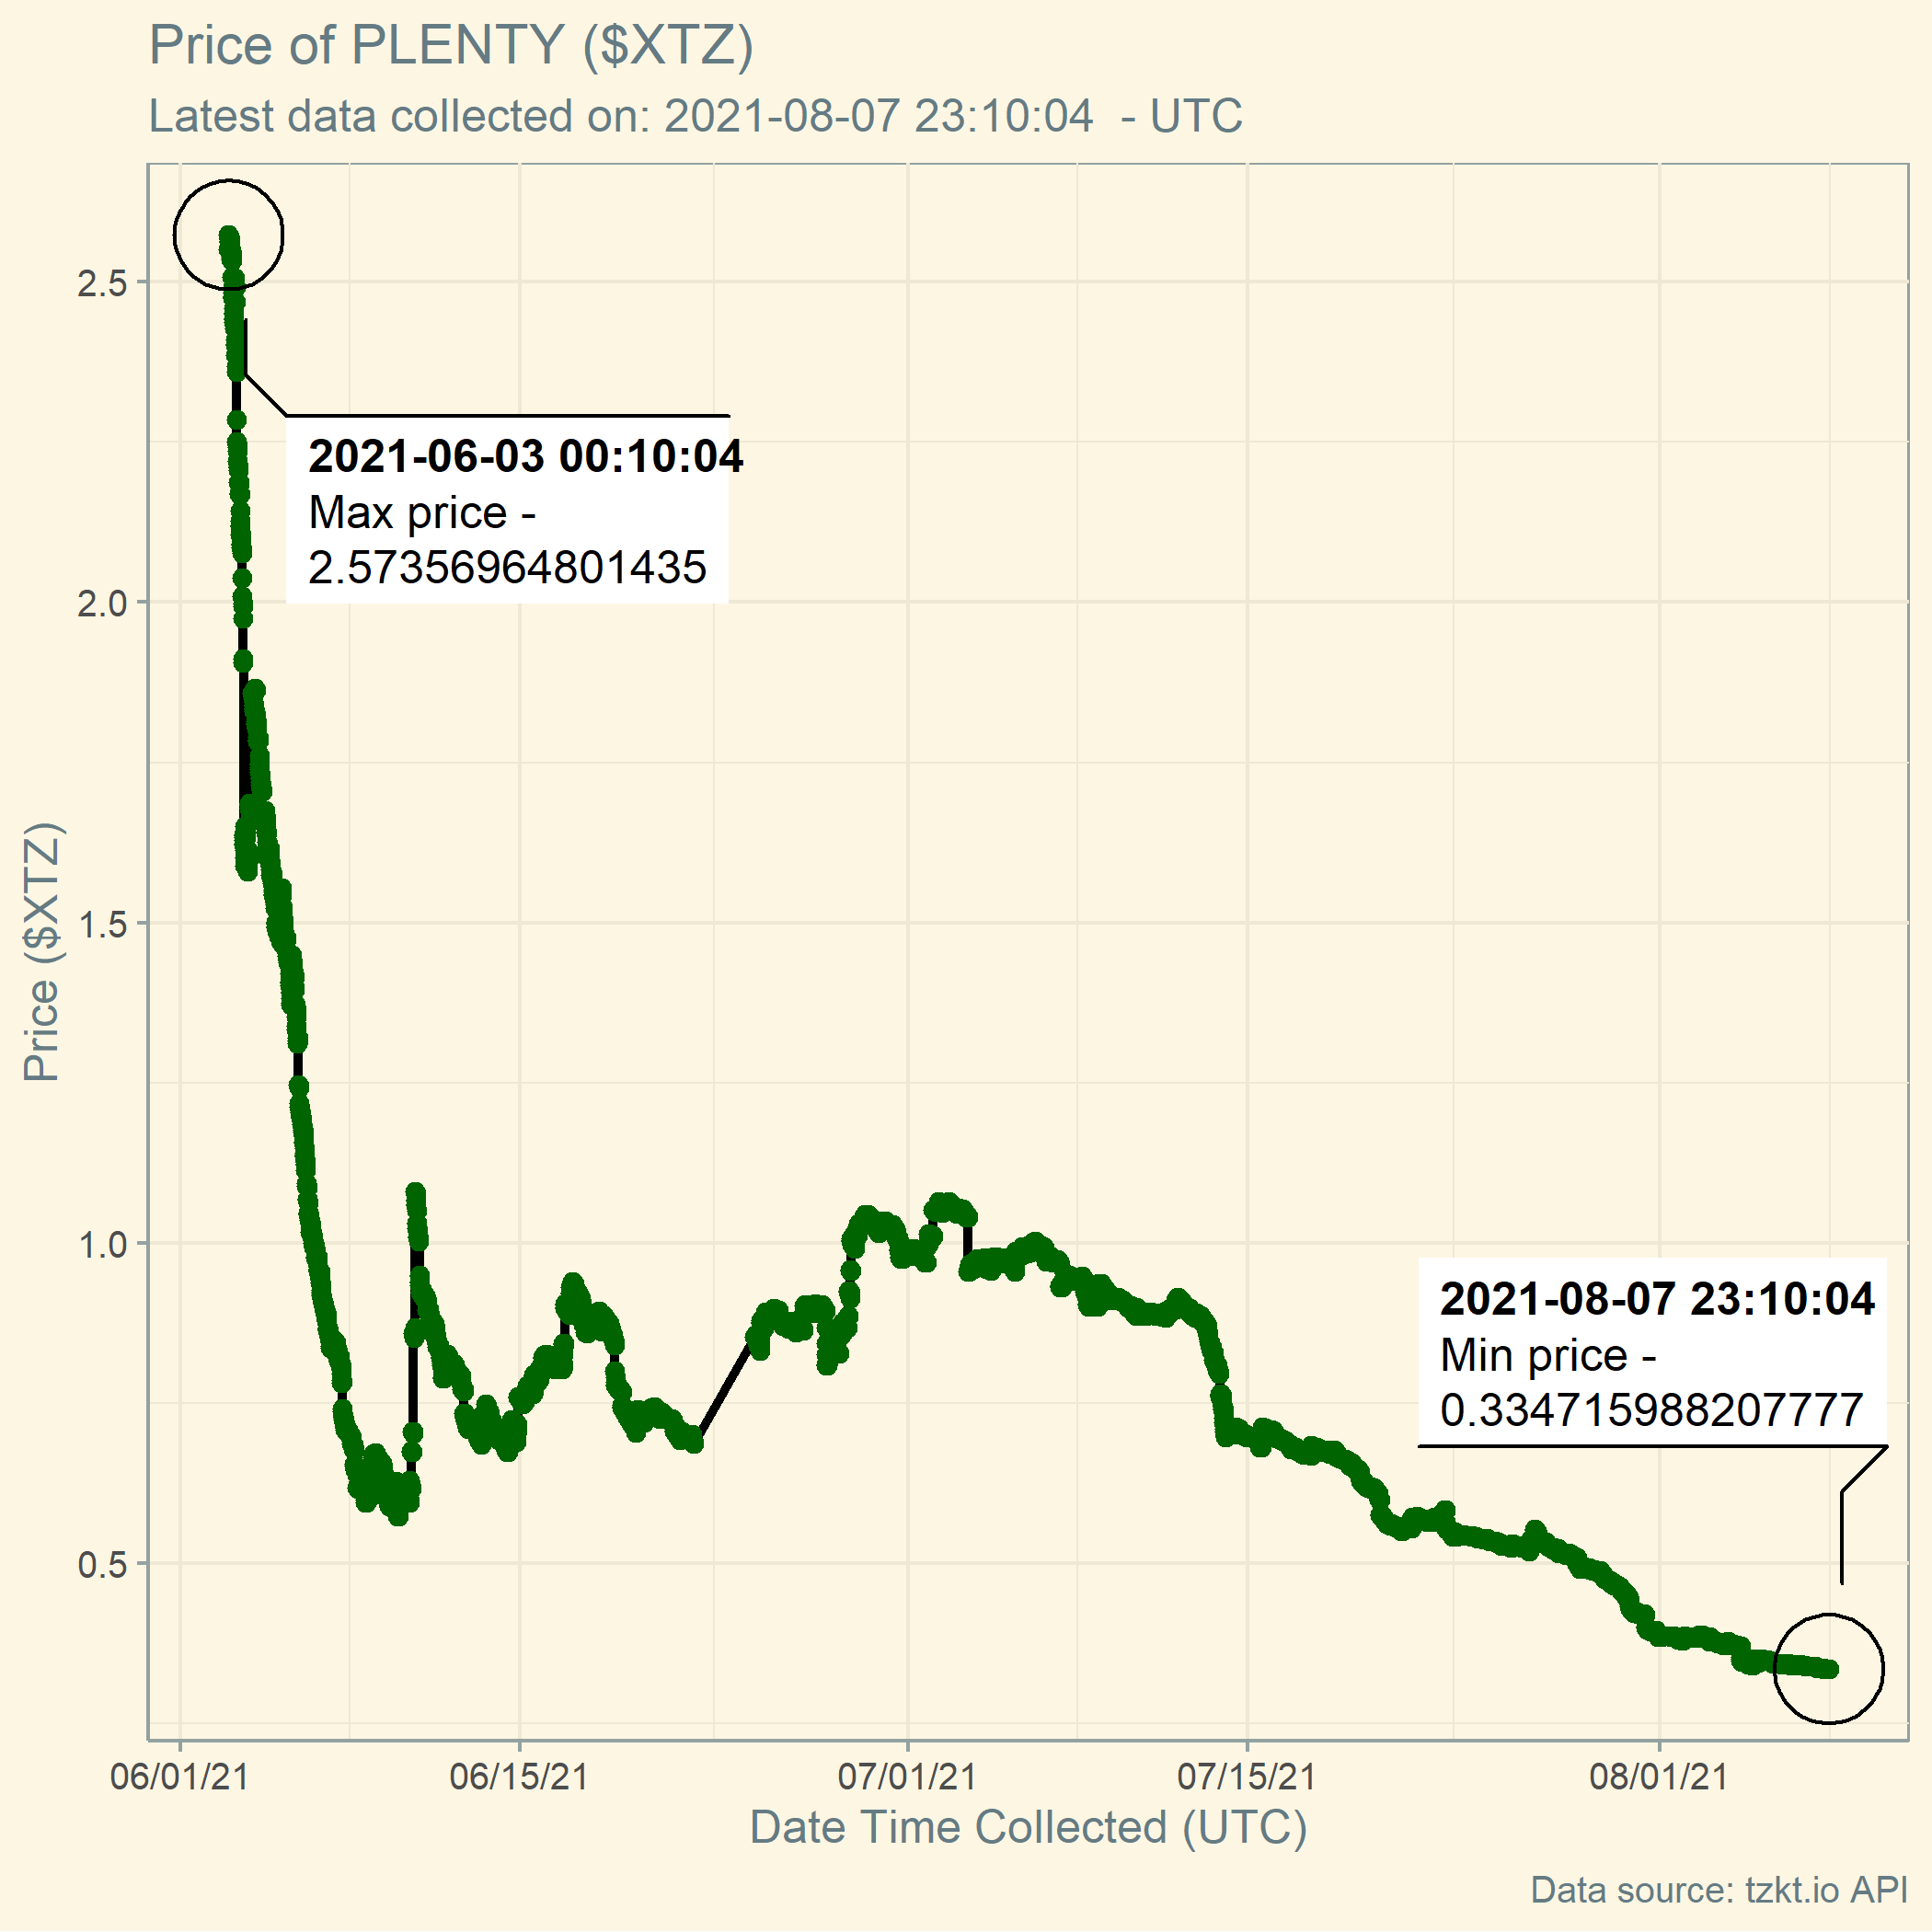 Price of PLENTY ($XTZ)
Latest data collected on: 2021-08-07 23:10:04  - UTC
Price ($XTZ)
2.5
2.0
1.5
1.0
0.5
2021-06-03 00:10:04
Max price -
2.57356964801435
2021-08-07 23:10:04
Min price -
0.334715988207777
06/01/21 06/15/21 07/01/21 07/15/21 08/01/21
Date Time Collected (UTC)
Data source: tzkt.io API